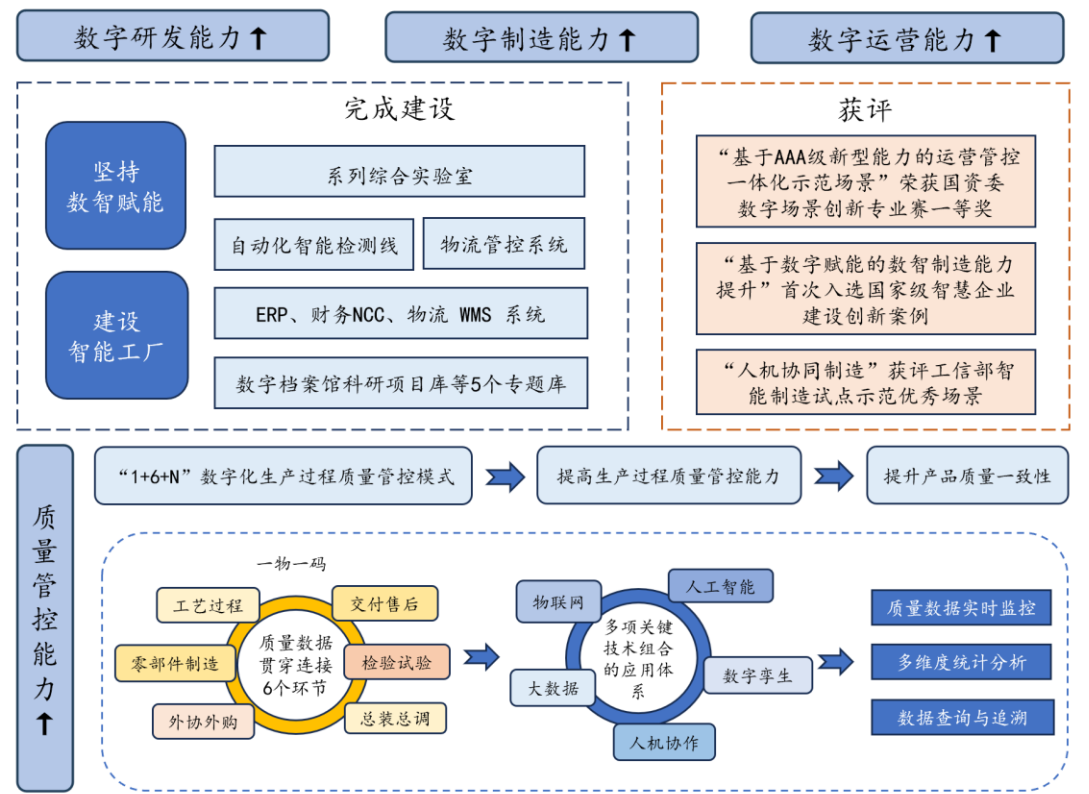 数字研发能力↑
数字制造能力↑
数字运营能力↑
完成建设
坚持
数智赋能
建设
智能工厂
系列综合实验室
自动化智能检测线
物流管控系统
ERP、财务NCC、物流 WMS 系统
数字档案馆科研项目库等5个专题库
获评
“基于AAA级新型能力的运营管控
一体化示范场景”荣获国资委
数字场景创新专业赛一等奖
“基于数字赋能的数智制造能力
提升”首次入选国家级智慧企业
建设创新案例
“人机协同制造”获评工信部智
能制造试点示范优秀场景
质量管控能力↑
“1+6+N”数字化生产过程质量管控模式
提高生产过程质量管控能力
提升产品质量一致性
一物一码
工艺过程
交付售后
零部件制造
检验试验
外协外购
总装总调
质量数据
贯穿连接
6个环节
物联网
人工智能
大数据
数字孪生
人机协作
多项关键
技术组合
的应用体
系
质量数据实时监控
多维度统计分析
数据查询与追溯